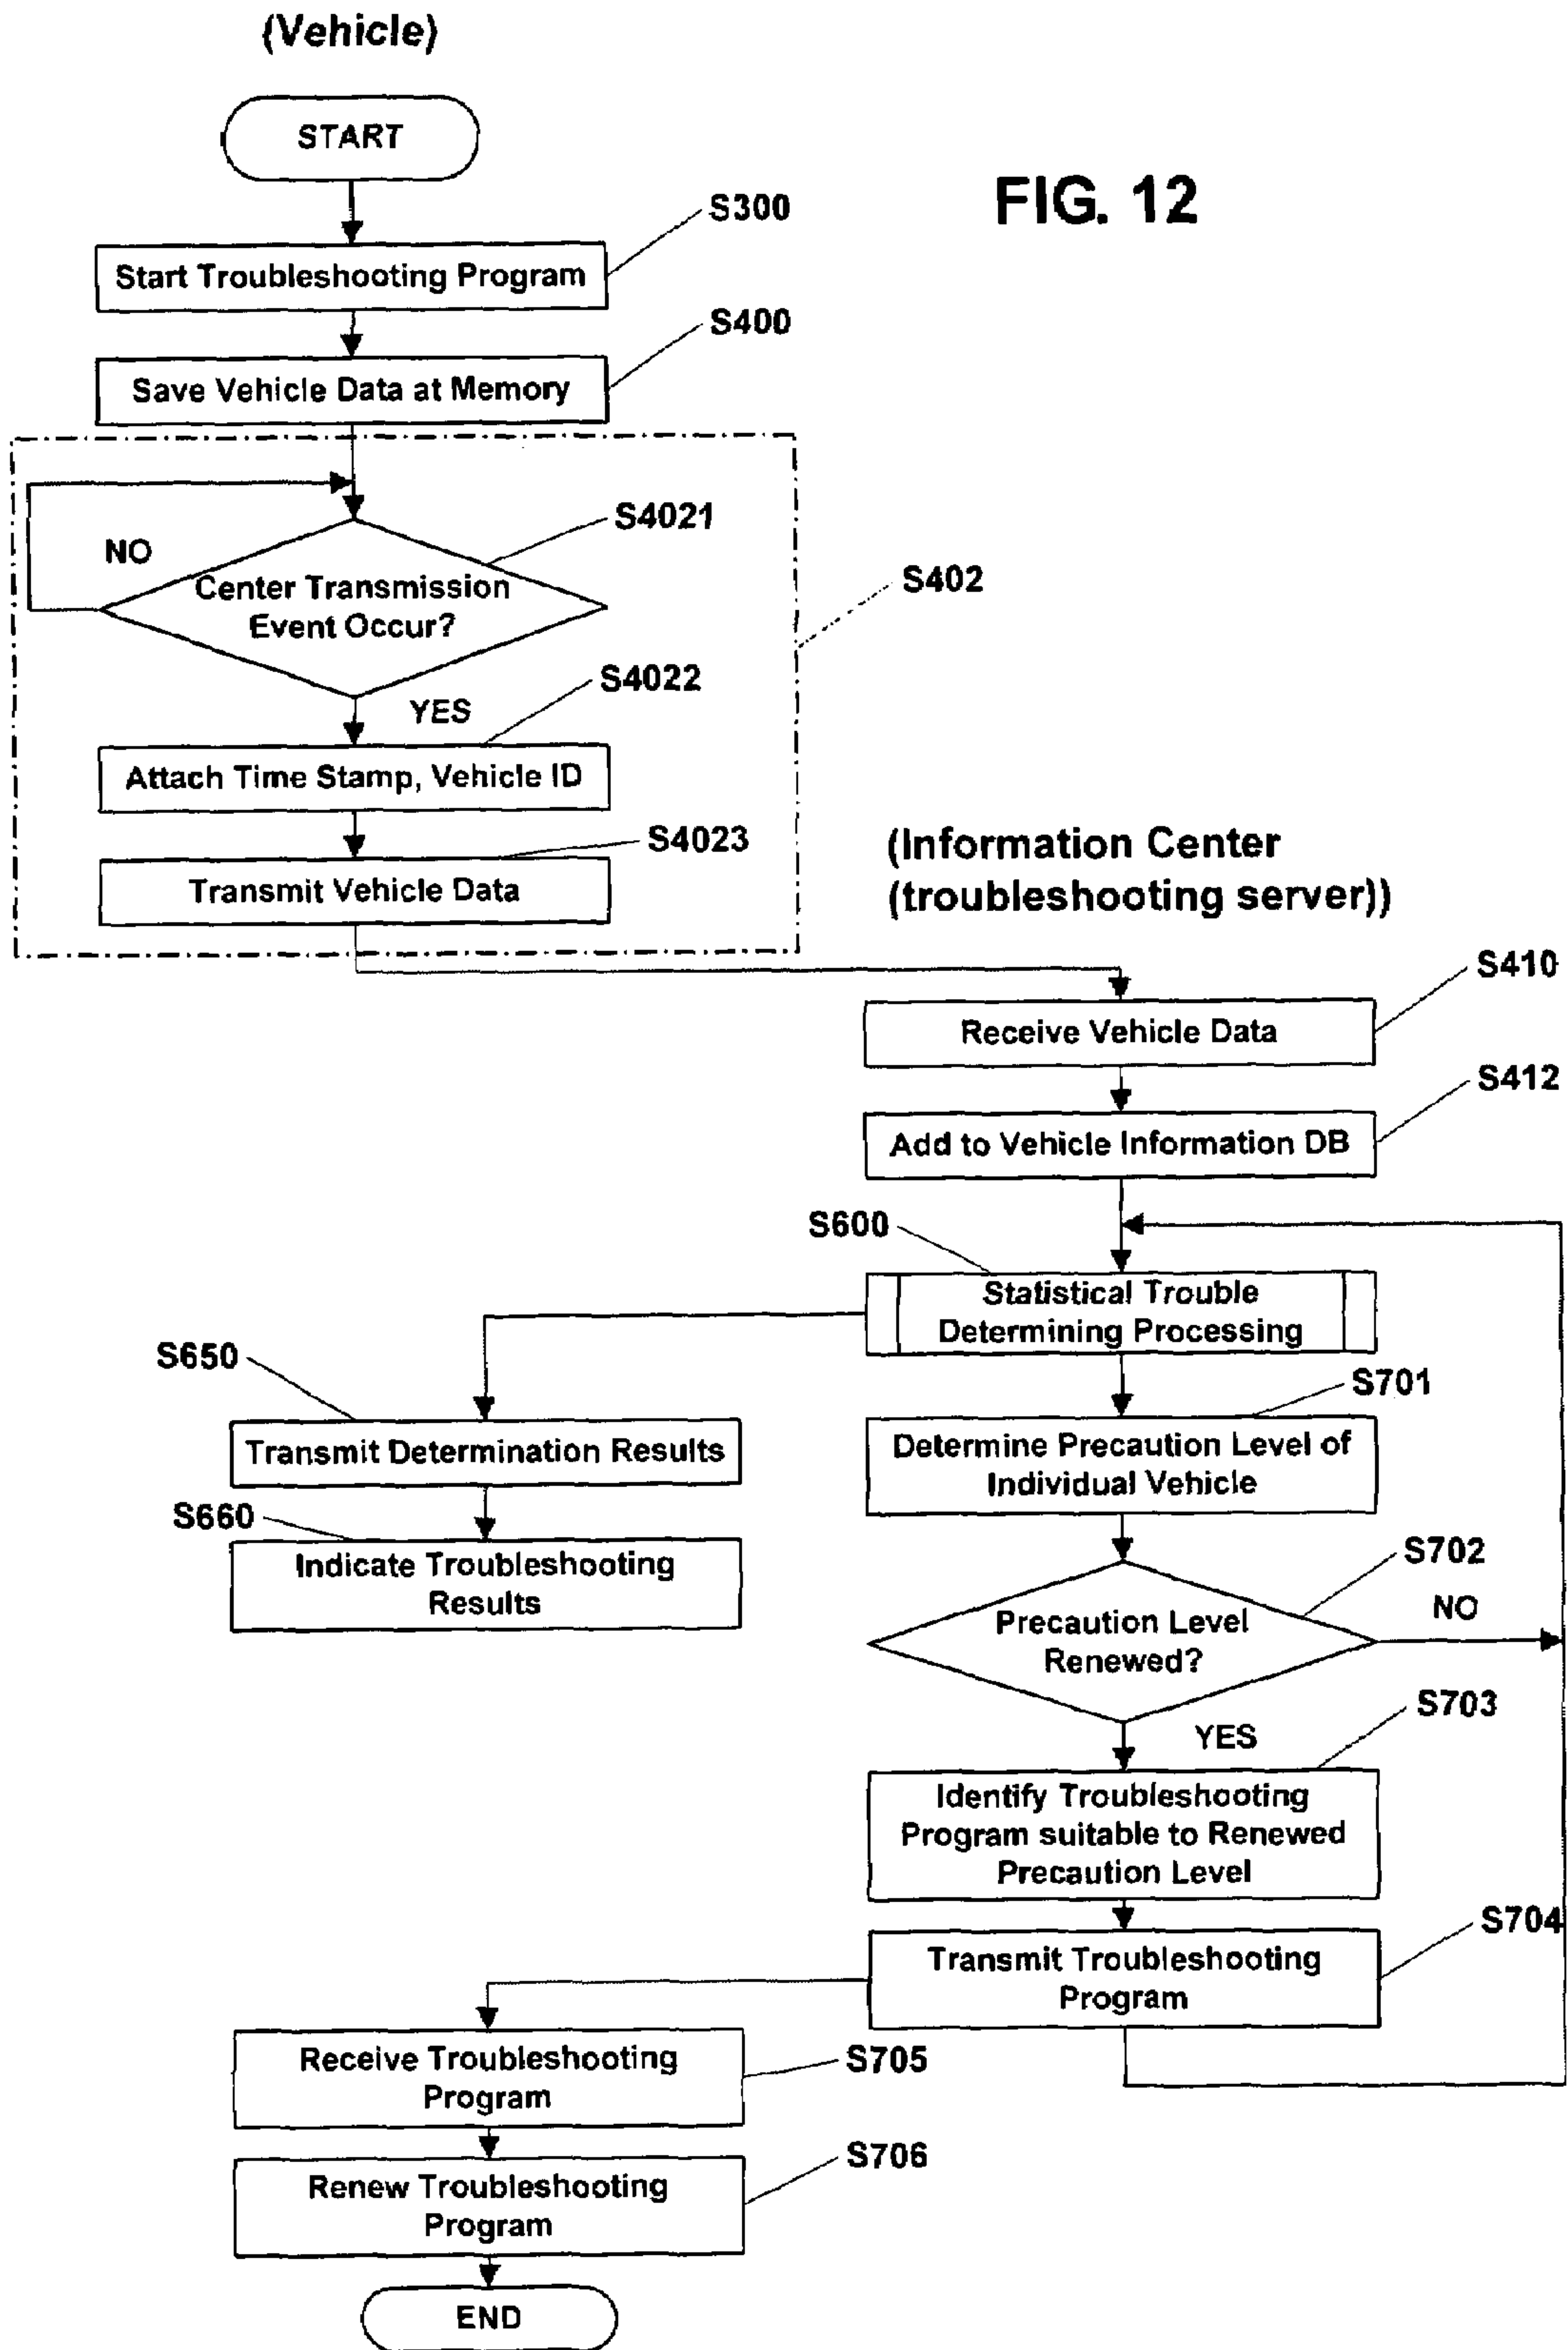 (Vehicle)
START
FIG. 12
S300
Start Troubleshooting Program
S400
Save Vehicle Data at Memory
S4021
NO
Center Transmission
Event Occur?
S402
S4022
YES
Attach Time Stamp, Vehicle ID
S4023
Transmit Vehicle Data
(Information Center
(troubleshooting server))
S410
Receive Vehicle Data
S412
Add to Vehicle Information DB
S600
Statistical Trouble
Determining Processing
S650
S701
Transmit Determination Results
Determine Precaution Level of
Individual Vehicle
S660
Indicate Troubleshooting
Results
S702
NO
Precaution Level
Renewed?
S703
YES
Identify Troubleshooting
Program suitable to Renewed
Precaution Level
S704
Transmit Troubleshooting
Program
S705
Receive Troubleshooting
Program
S706
Renew Troubleshooting
Program
END